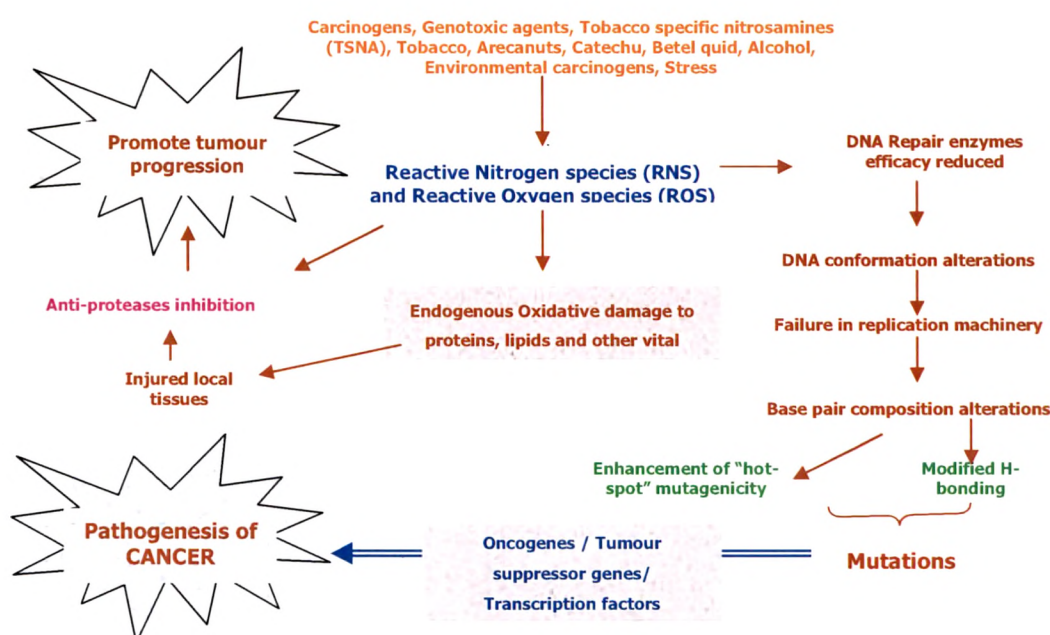 Carcinogens, Genotoxic agents, Tobacco specific nitrosamines
(TSNA), Tobacco, Arecanuts, Catechu, Betel quid, Alcohol,
Environmental carcinogens, Stress
Promote tumour
progression
Reactive Nitrogen species (RNS)
and Reactive Oxygen species (ROS)
DNA Repair enzymes
efficacy reduced
DNA conformation alterations
Anti-proteases inhibition
Endogenous Oxidative damage to
proteins, lipids and other vital
Failure in replication machinery
Injured local
tissues
Base pair composition alterations
Enhancement of “hot-
spot” mutagenicity
Modified H-
bonding
Pathogenesis of
CANCER
Oncogenes / Tumour
suppressor genes/
Transcription factors
Mutations